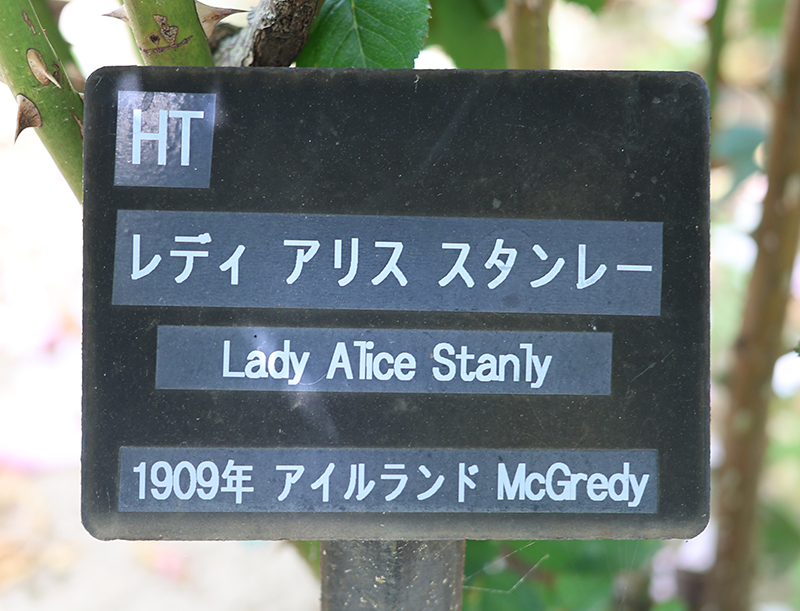 HT
レディ アリス スタンレー
Lady Alice Stanly
1909年 アイルランド McGredy